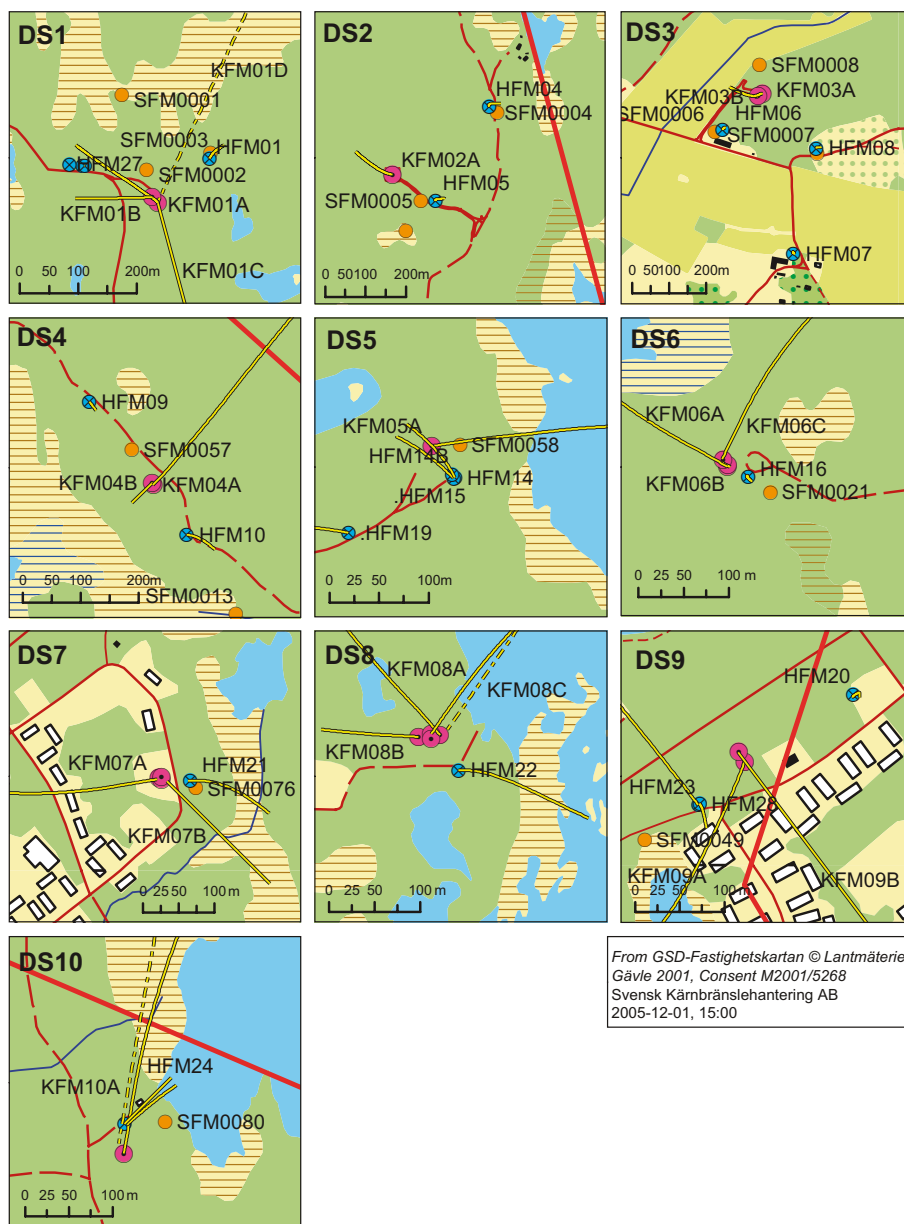 DS1
KFM01D
SFM0001
SFM0003
HFM01
HFM27
SFM0002
KFM01B
KFM01A
KFM01C
0 50 100 200m
DS2
HFM04
SFM0004
KFM02A
HFM05
SFM0005
0 50100 200m
DS3
SFM0008
KFM03A
KFM03B
SFM0006
HFM06
SFM0007
HFM08
HFM07
0 50100 200m
DS4
HFM09
SFM0057
KFM04B
KFM04A
HFM10
0 50 100 200m
SFM0013
DS5
KFM05A
SFM0058
HFM14B
HFM14
.HFM15
.HFM19
0 25 50 100m
DS6
KFM06A
KFM06C
HFM16
KFM06B
SFM0021
0 25 50 100 m
DS7
KFM07A
HFM21
SFM0076
KFM07B
0 2550 100 m
DS8
KFM08A
KFM08C
KFM08B
HFM22
0 25 50 100 m
DS9
HFM20
HFM23
HFM28
SFM0049
KFM09A
KFM09B
0 25 50 100 m
DS10
HFM24
KFM10A
SFM0080
0 25 50 100 m
From GSD-Fastighetskartan © Lantmäterie
Gävle 2001, Consent M2001/5268
Svensk Kärnbränslehantering AB
2005-12-01, 15:00